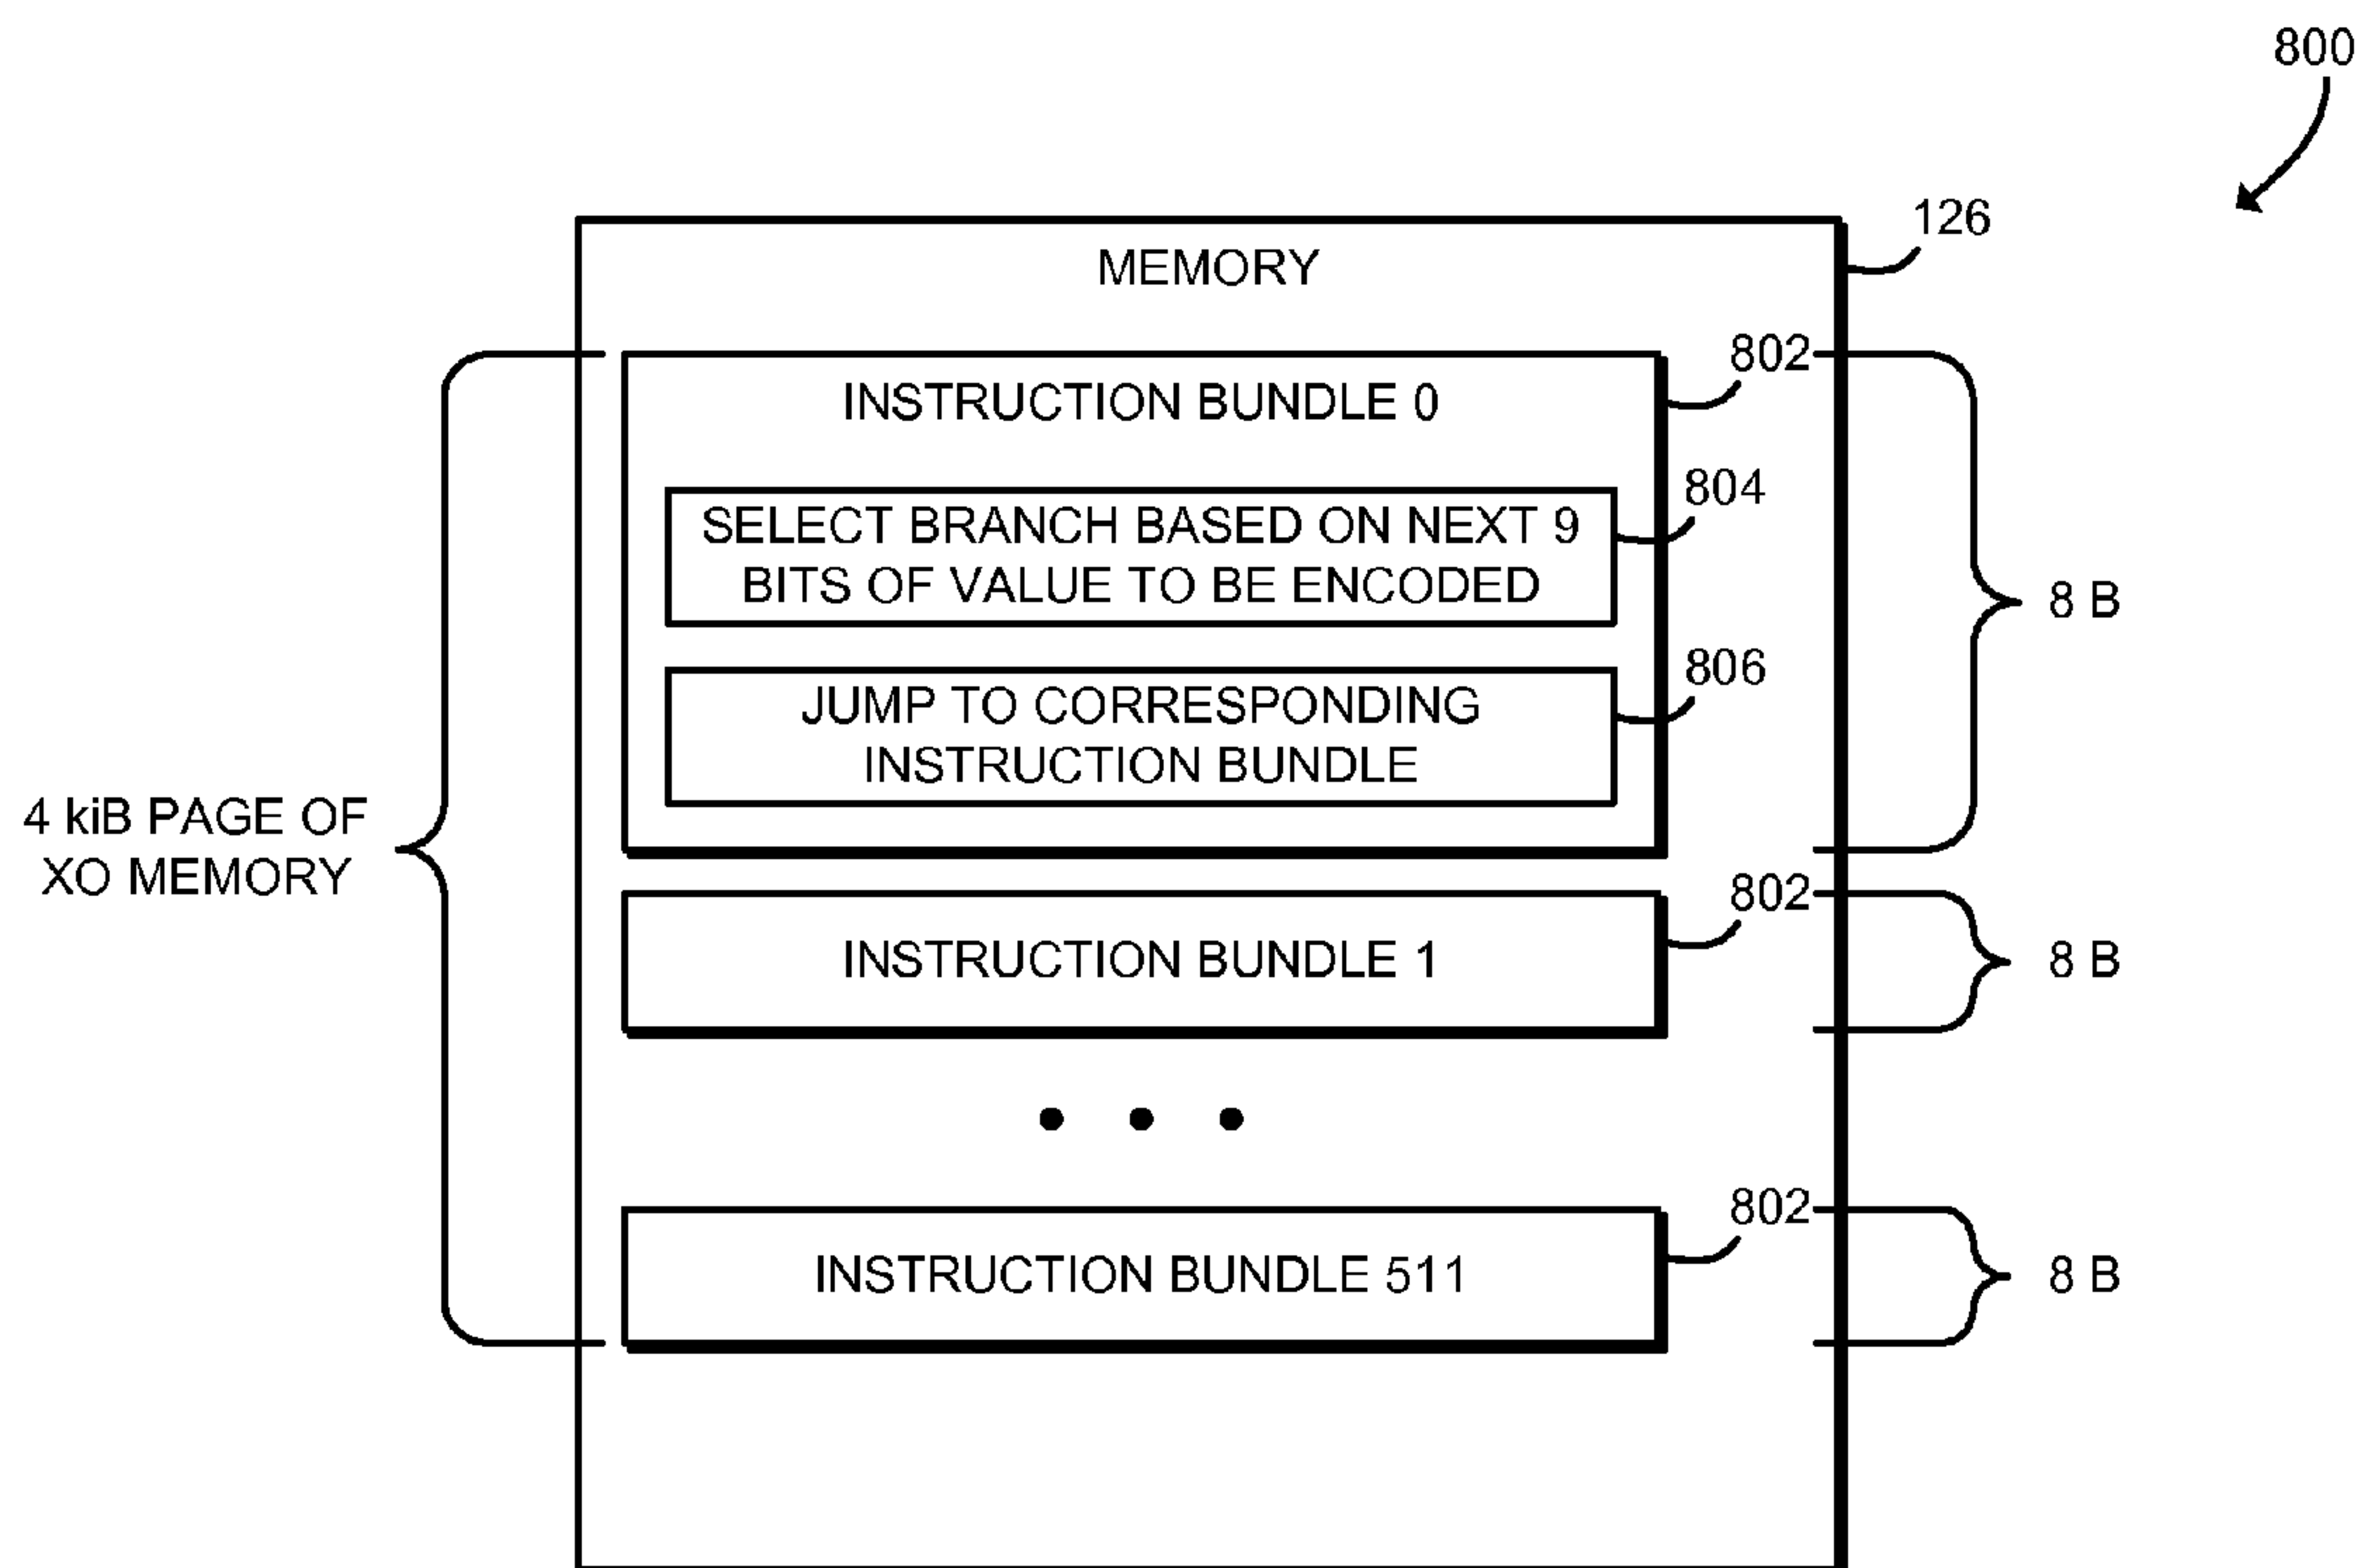 800
126
MEMORY
802
INSTRUCTION BUNDLE 0
804
SELECT BRANCH BASED ON NEXT 9
BITS OF VALUE TO BE ENCODED
8 B
806
JUMP TO CORRESPONDING
INSTRUCTION BUNDLE
4 kiB PAGE OF
XO MEMORY
802
INSTRUCTION BUNDLE 1
8 B
802
INSTRUCTION BUNDLE 511
8 B